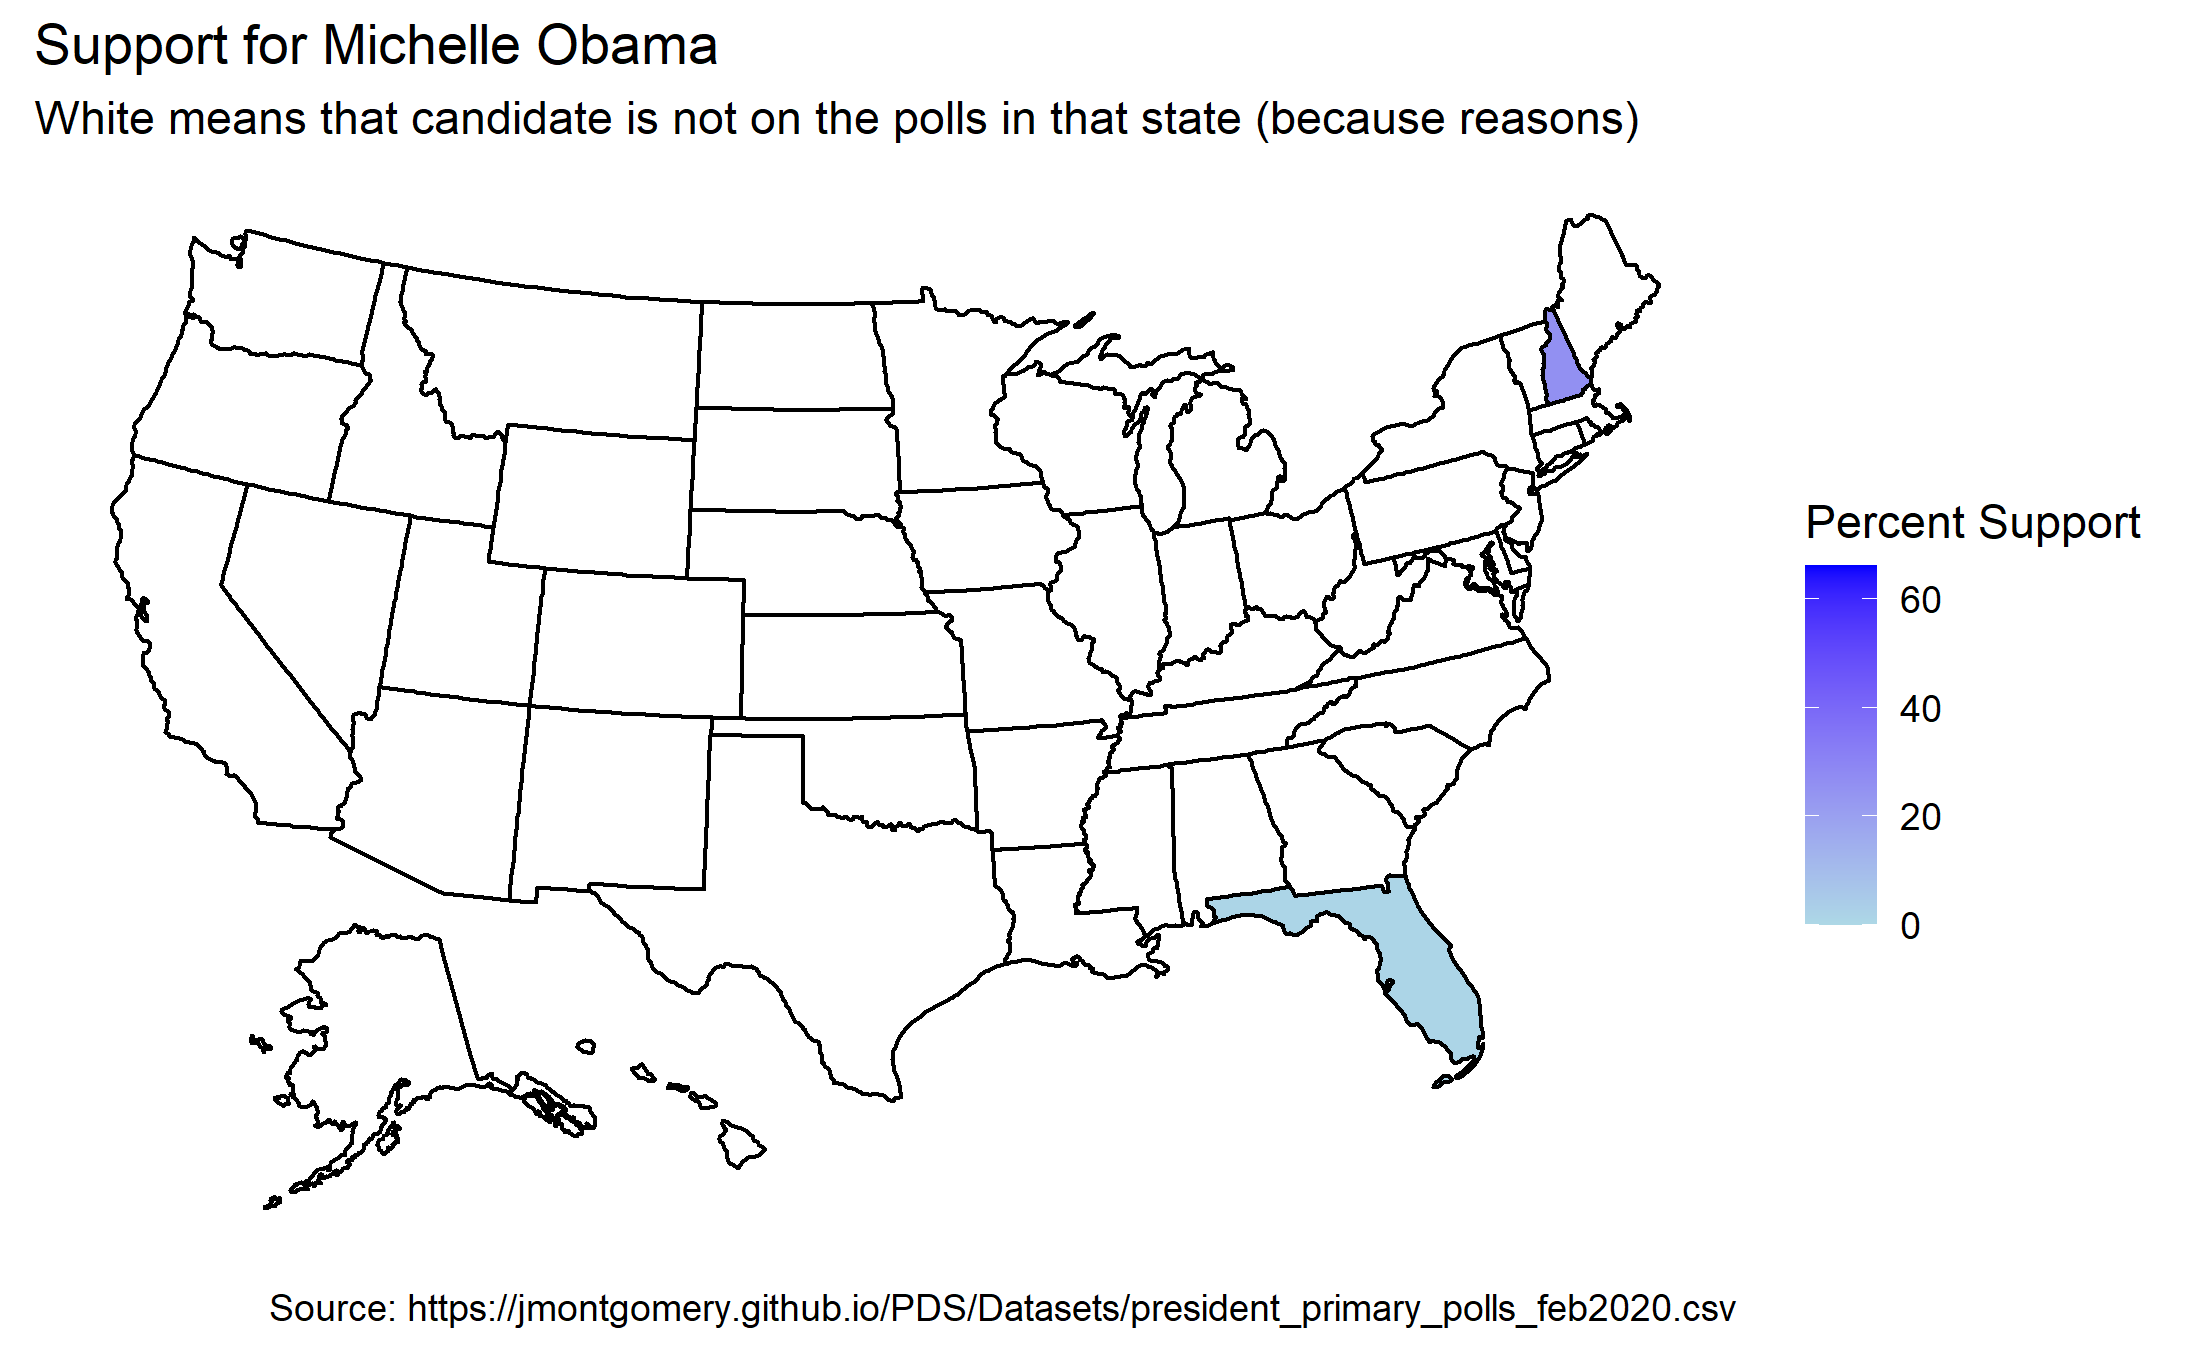 Support for Michelle Obama
White means that candidate is not on the polls in that state (because reasons)
Percent Support
60
40
20
0
Source: https://jmontgomery.github.io/PDS/Datasets/president_primary_polls_feb2020.csv